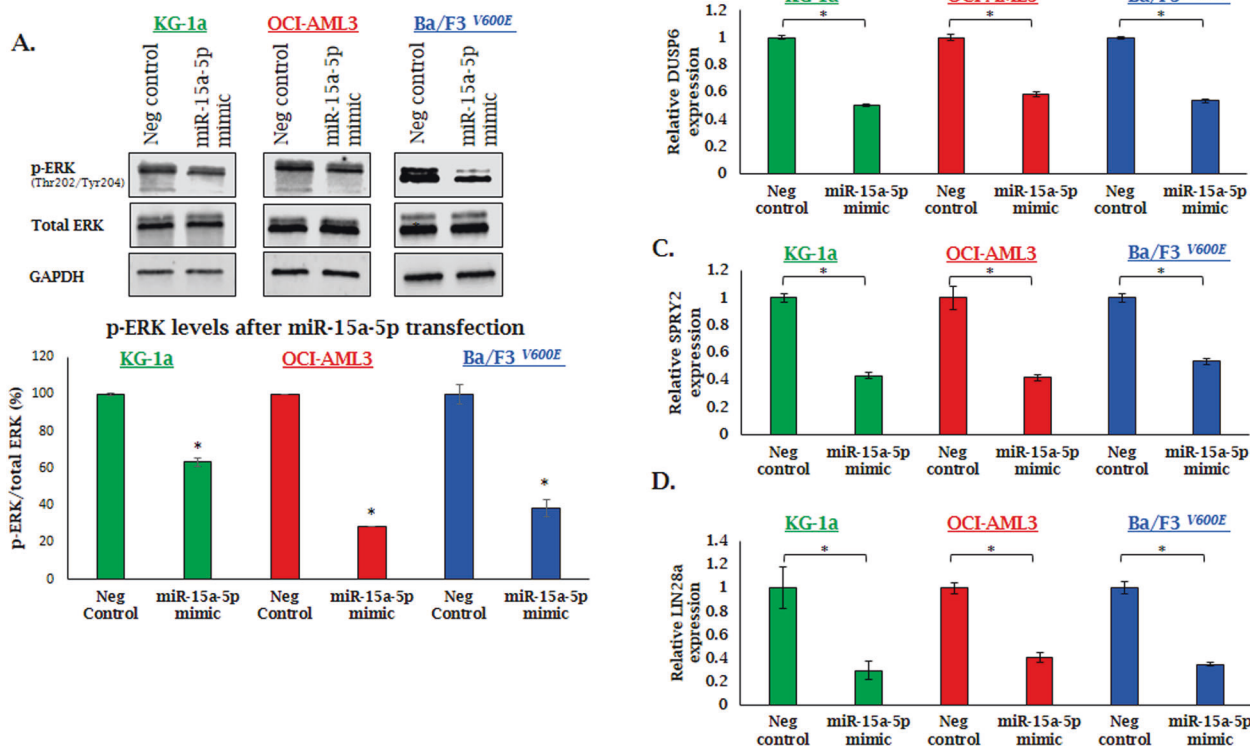 A.
KG-1a
OCI-AML3
Ba/F3 V600E
Neg control
miR-15a-5p
mimic
Neg control
miR-15a-5p
mimic
Neg control
miR-15a-5p
mimic
p-ERK
(Thr202/Tyr204)
Total ERK
GAPDH
p-ERK levels after miR-15a-5p transfection
KG-1a
OCI-AML3
Ba/F3 V600E
p-ERK/total ERK (%)
120
100
80
60
40
20
0
*
*
*
Neg
Control
miR-15a-5p
mimic
Neg
Control
miR-15a-5p
mimic
Neg
Control
miR-15a-5p
mimic
KG-1a
OCI-AML3
Ba/F3 V600E
Relative DUSP6
expression
1.2
1
0.8
0.6
0.4
0.2
0
*
*
*
Neg
control
miR-15a-5p
mimic
Neg
control
miR-15a-5p
mimic
Neg
control
miR-15a-5p
mimic
C.
KG-1a
OCI-AML3
Ba/F3 V600E
Relative SPRY2
expression
1.2
1
0.8
0.6
0.4
0.2
0
*
*
*
Neg
control
miR-15a-5p
mimic
Neg
control
miR-15a-5p
mimic
Neg
control
miR-15a-5p
mimic
D.
KG-1a
OCI-AML3
Ba/F3 V600E
Relative LIN28a
expression
1.4
1.2
1
0.8
0.6
0.4
0.2
0
*
*
*
Neg
Control
miR-15a-5p
mimic
Neg
Control
miR-15a-5p
mimic
Neg
Control
miR-15a-5p
mimic